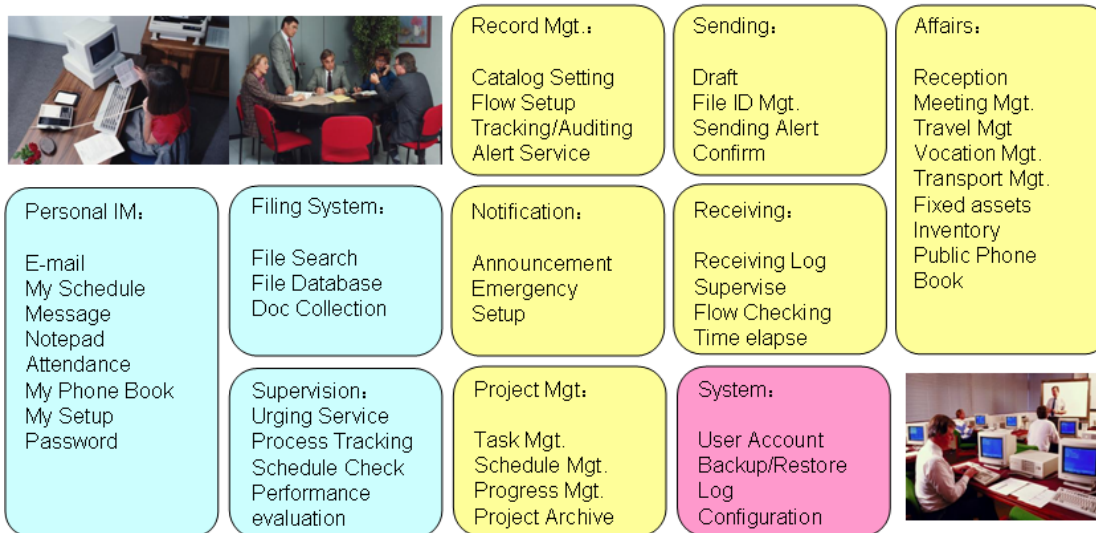 Record Mgt.：
Catalog Setting
Flow Setup
Tracking/Auditing
Alert Service
Sending：
Draft
File ID Mgt.
Sending Alert
Confirm
Affairs：
Reception
Meeting Mgt.
Travel Mgt
Vocation Mgt.
Transport Mgt.
Fixed assets
Inventory
Public Phone
Book
Personal IM：
E-mail
My Schedule
Message
Notepad
Attendance
My Phone Book
My Setup
Password
Filing System：
File Search
File Database
Doc Collection
Notification：
Announcement
Emergency
Setup
Receiving：
Receiving Log
Supervise
Flow Checking
Time elapse
Supervision：
Urging Service
Process Tracking
Schedule Check
Performance
evaluation
Project Mgt：
Task Mgt.
Schedule Mgt.
Progress Mgt.
Project Archive
System：
User Account
Backup/Restore
Log
Configuration